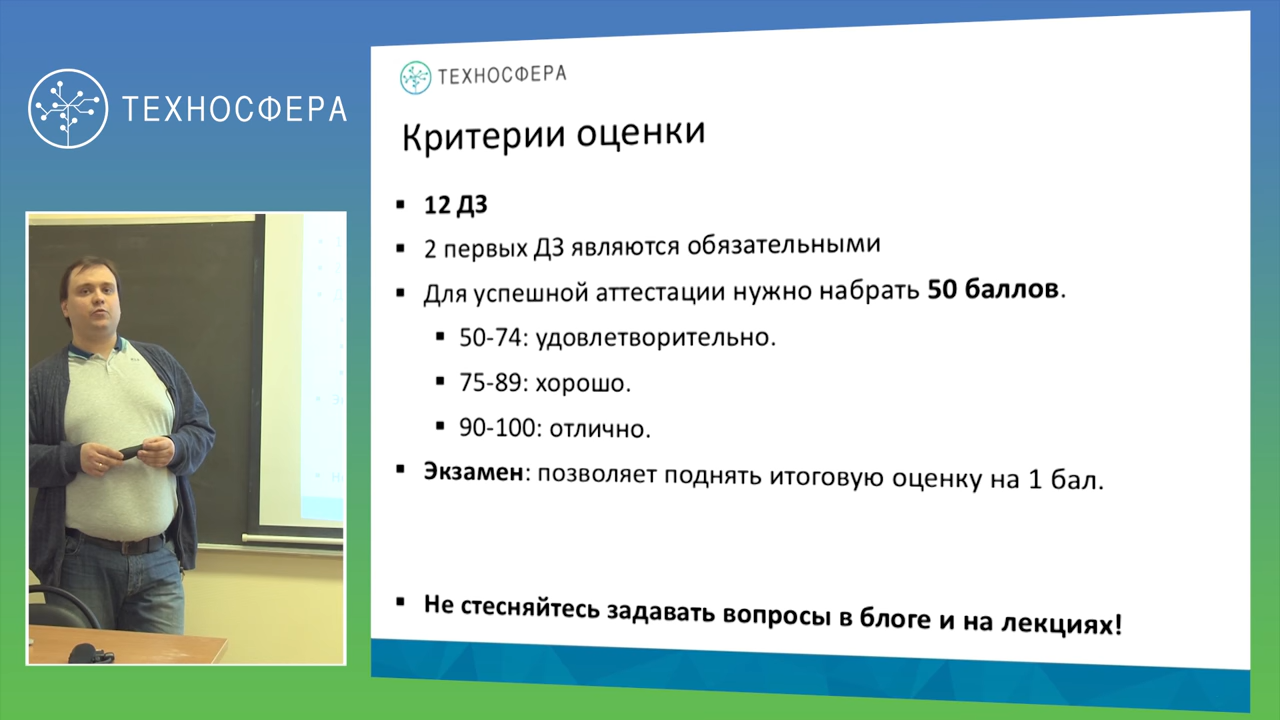 ТЕХНОСФЕРА
ТЕХНОСФЕРА
Критерии оценки
12 ДЗ
2 первых ДЗ являются обязательными
Для успешной аттестации нужно набрать 50 баллов.
50-74: удовлетворительно.
75-89: хорошо.
90-100: отлично.
Экзамен: позволяет поднять итоговую оценку на 1 бал.
Не стесняйтесь задавать вопросы в блоге и на лекциях!